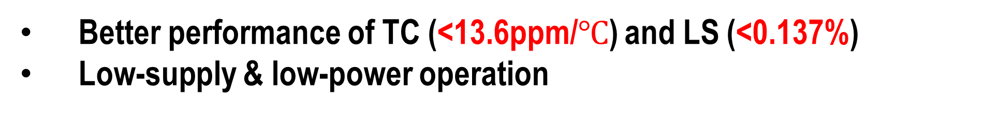 • Better performance of TC (<13.6ppm/℃) and LS (<0.137%)
• Low-supply & low-power operation